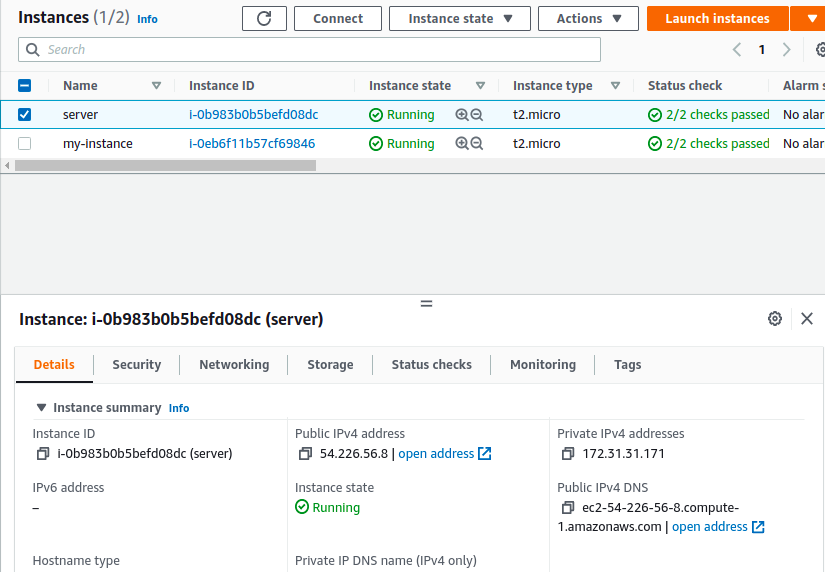 Instances (1/2) Info
Connect Instance state Actions Launch instances
Search 1
Name Instance ID Instance state Instance type Status check Alarm s
server i-0b983b0b5befd08dc Running t2.micro 2/2 checks passed No alar
my-instance i-0eb6f11b57cf69846 Running t2.micro 2/2 checks passed No alar
Instance: i-0b983b0b5befd08dc (server)
Details Security Networking Storage Status checks Monitoring Tags
Instance summary Info
Instance ID Public IPv4 address Private IPv4 addresses
i-0b983b0b5befd08dc (server) 54.226.56.8 | open address 172.31.31.171
IPv6 address Instance state Public IPv4 DNS
– Running ec2-54-226-56-8.compute-
1.amazonaws.com | open address
Hostname type Private IP DNS name (IPv4 only)